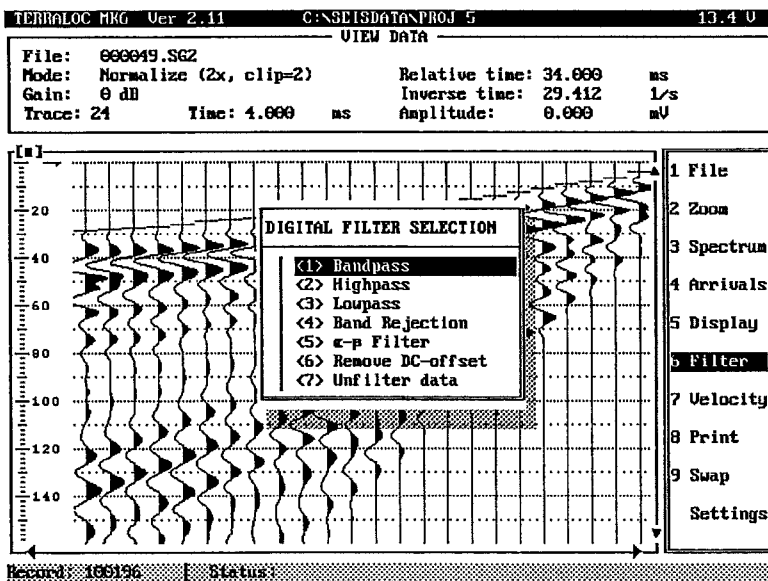 TERRALOC MK6 Ver 2.11 C:\SEISDATA\PROJ 5 13.4 V
VIEW DATA
File: 000049.SG2
Mode: Normalize (2x, clip=2) Relative time: 34.000 ms
Gain: 0 dB Inverse time: 29.412 1/s
Trace: 24 Time: 4.000 ms Amplitude: 0.000 mV
[m]
20
40
60
80
100
120
140
DIGITAL FILTER SELECTION
<1> Bandpass
<2> Highpass
<3> Lowpass
<4> Band Rejection
<5> α-β Filter
<6> Remove DC-offset
<7> Unfilter data
1 File
2 Zoom
3 Spectrum
4 Arrivals
5 Display
6 Filter
7 Velocity
8 Print
9 Swap
Settings
Record: 100196 [ Status: